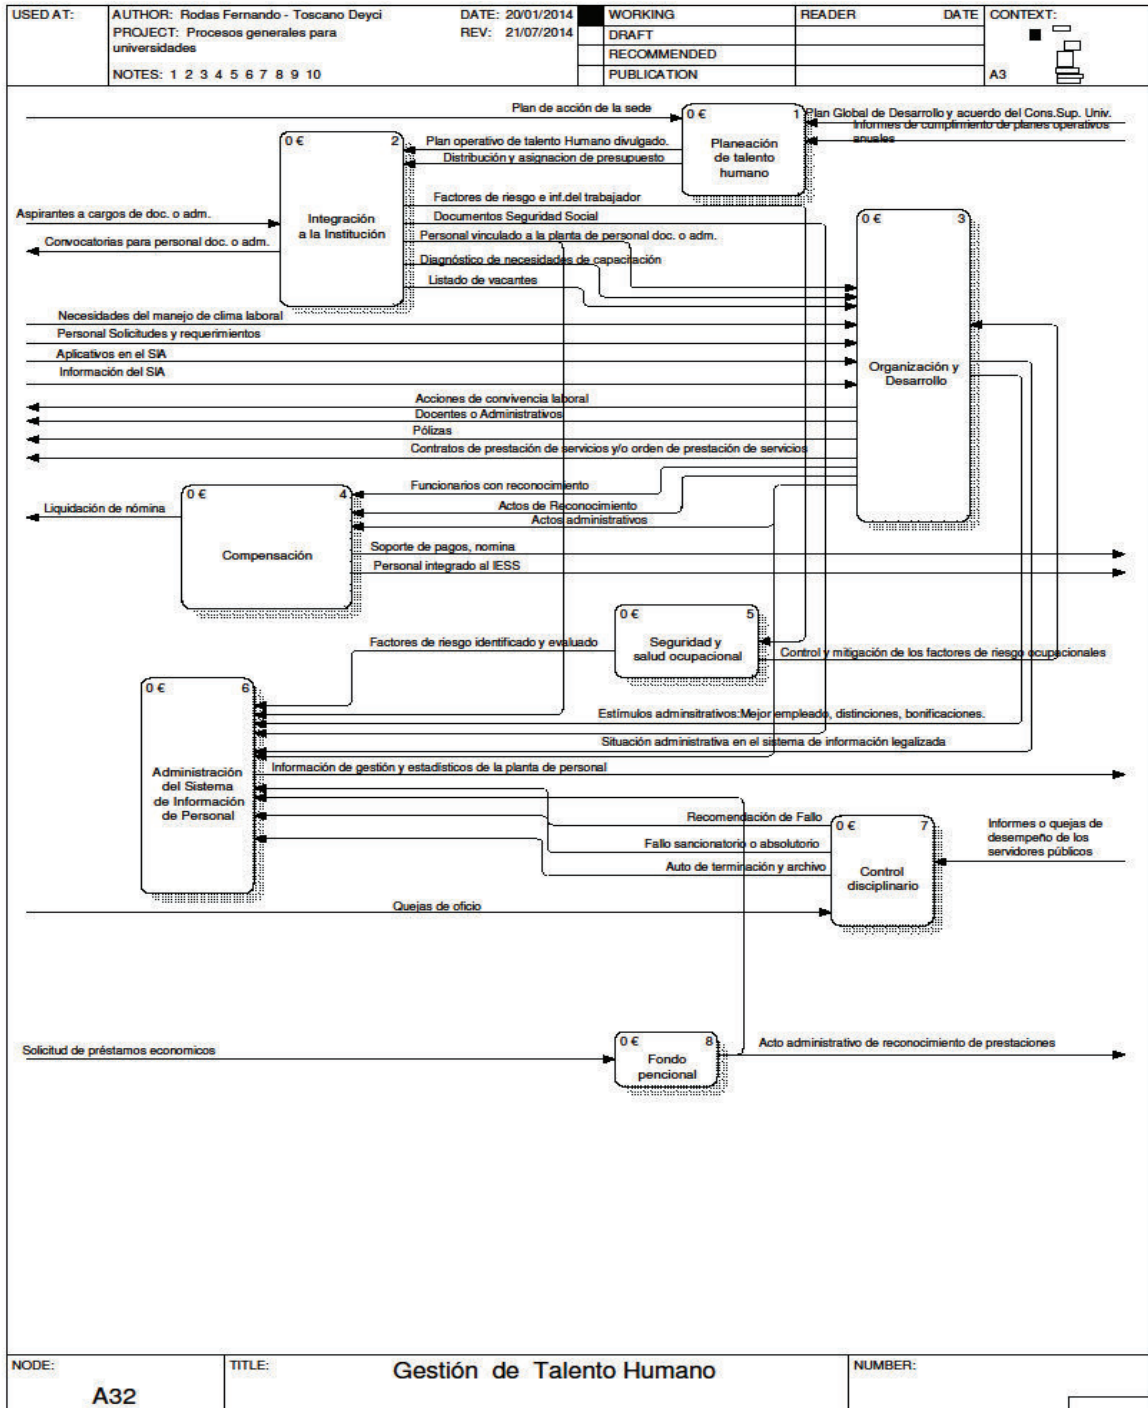 USED AT:
AUTHOR: Rodas Fernando - Toscano Deyci
DATE: 20/01/2014
PROJECT: Procesos generales para
universidades
REV: 21/07/2014
NOTES: 1 2 3 4 5 6 7 8 9 10
WORKING
DRAFT
RECOMMENDED
PUBLICATION
READER
DATE
CONTEXT:
A3
Plan de acción de la sede
0 €
1
Planeación
de talento
humano
Plan Global de Desarrollo y acuerdo del Cons.Sup. Univ.
Informes de cumplimiento de planes operativos
anuales
0 €
2
Integración
a la Institución
Plan operativo de talento Humano divulgado.
Distribución y asignacion de presupuesto
Factores de riesgo e inf.del trabajador
Documentos Seguridad Social
Personal vinculado a la planta de personal doc. o adm.
Diagnóstico de necesidades de capacitación
Listado de vacantes
Aspirantes a cargos de doc. o adm.
Convocatorias para personal doc. o adm.
0 €
3
Organización y
Desarrollo
Necesidades del manejo de clima laboral
Personal Solicitudes y requerimientos
Aplicativos en el SIA
Información del SIA
Acciones de convivencia laboral
Docentes o Administrativos
Pólizas
Contratos de prestación de servicios y/o orden de prestación de servicios
Funcionarios con reconocimiento
Actos de Reconocimiento
Actos administrativos
0 €
4
Compensación
Liquidación de nómina
Soporte de pagos, nomina
Personal integrado al IESS
0 €
5
Seguridad y
salud ocupacional
Factores de riesgo identificado y evaluado
Control y mitigación de los factores de riesgo ocupacionales
0 €
6
Administración
del Sistema
de Información
de Personal
Estímulos adminsitrativos:Mejor empleado, distinciones, bonificaciones.
Situación administrativa en el sistema de información legalizada
Información de gestión y estadísticos de la planta de personal
Recomendación de Fallo
Fallo sancionatorio o absolutorio
Auto de terminación y archivo
0 €
7
Control
disciplinario
Informes o quejas de
desempeño de los
servidores públicos
Quejas de oficio
Solicitud de préstamos economicos
0 €
8
Fondo
pencional
Acto administrativo de reconocimiento de prestaciones
NODE:
A32
TITLE:
Gestión de Talento Humano
NUMBER: